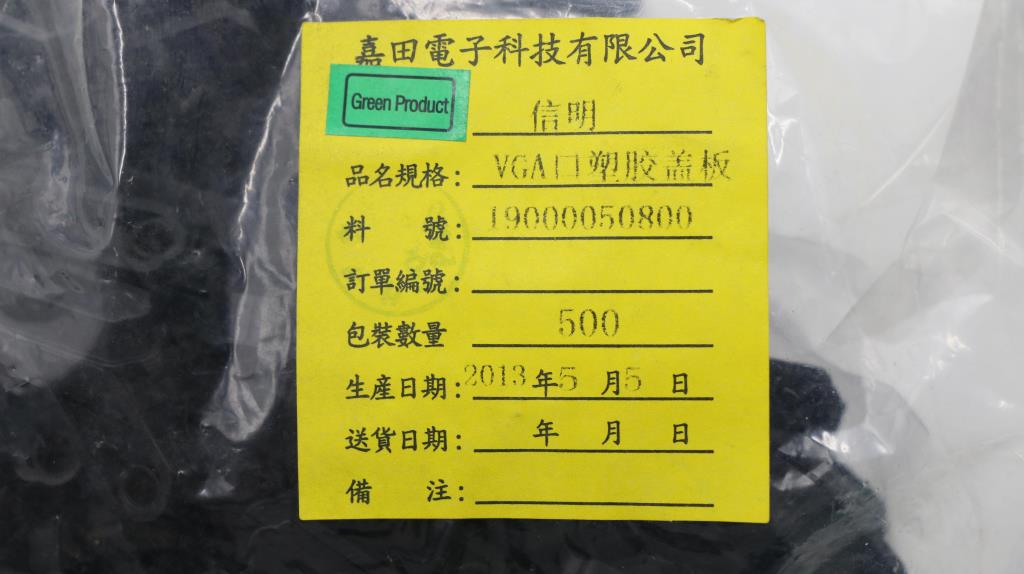 嘉田電子科技有限公司
Green Product
信明
品名規格：VGA口塑胶盖板
料 號：19000050800
訂單編號：
包裝數量 500
生産日期：2013年5月5日
送貨日期： 年 月 日
備 注：